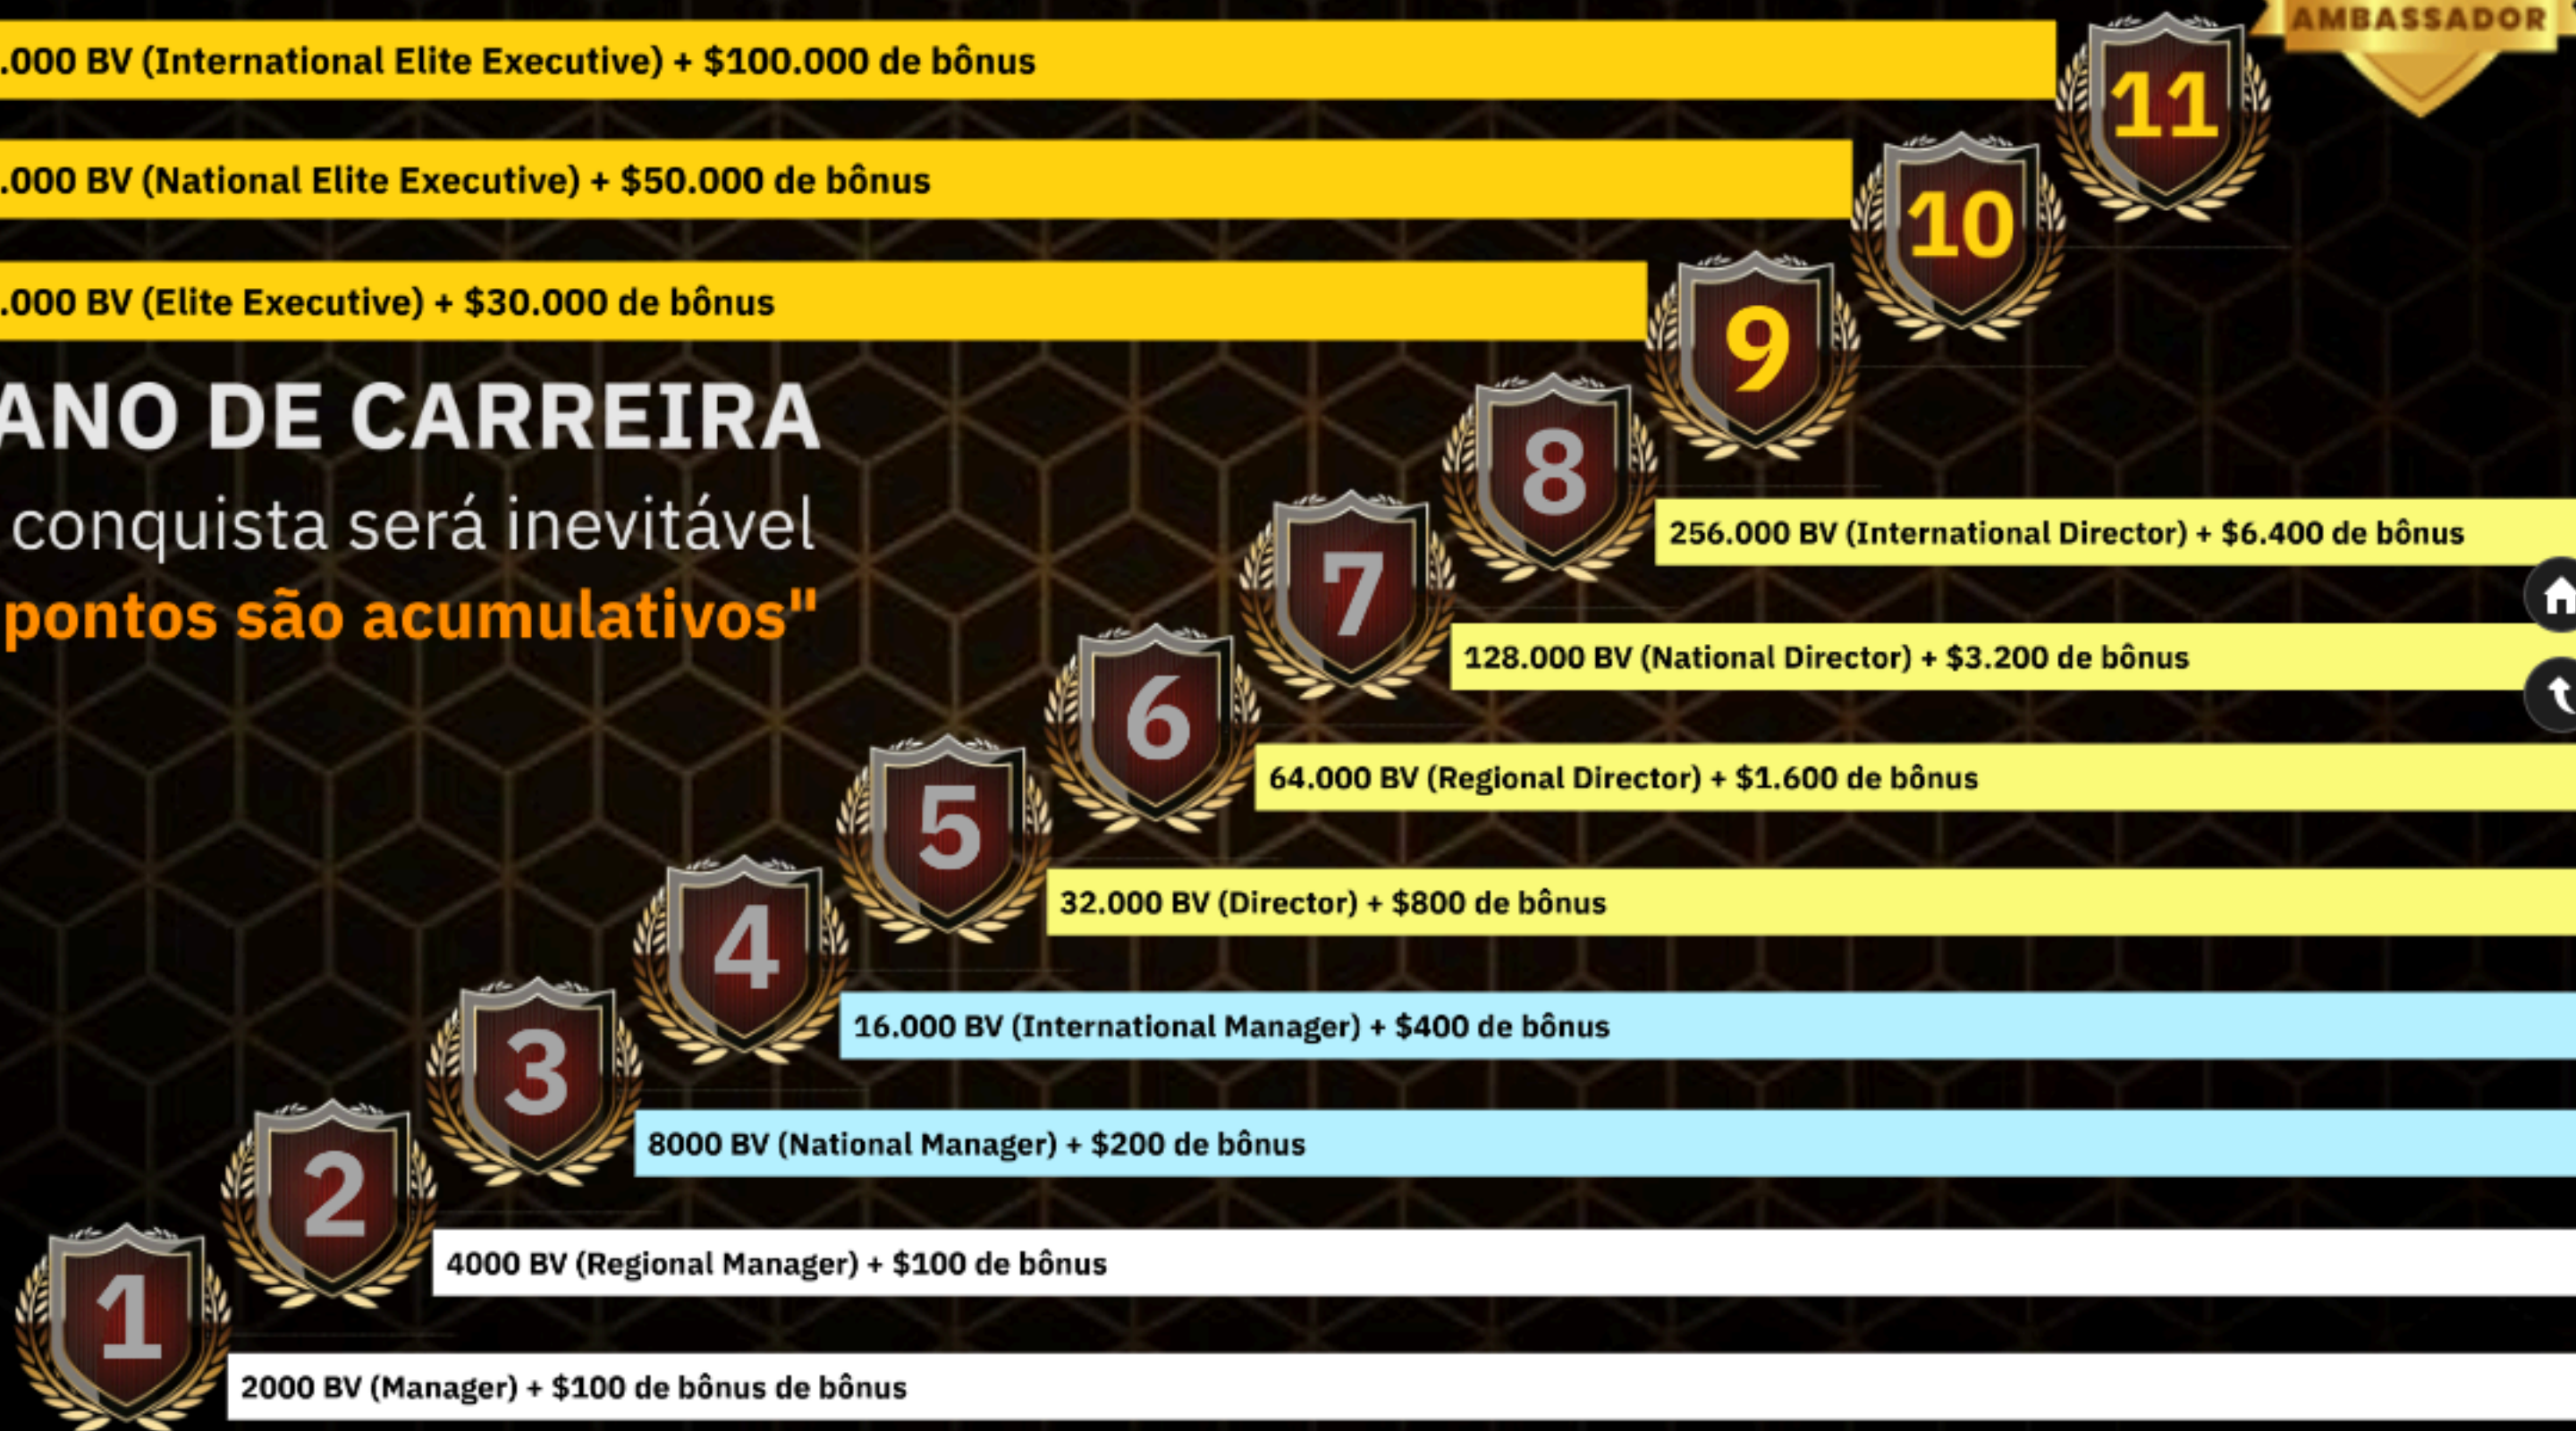 AMBASSADOR
.000 BV (International Elite Executive) + $100.000 de bônus
11
.000 BV (National Elite Executive) + $50.000 de bônus
10
.000 BV (Elite Executive) + $30.000 de bônus
9
ANO DE CARREIRA
conquista será inevitável
pontos são acumulativos"
8
256.000 BV (International Director) + $6.400 de bônus
7
128.000 BV (National Director) + $3.200 de bônus
6
64.000 BV (Regional Director) + $1.600 de bônus
5
32.000 BV (Director) + $800 de bônus
4
16.000 BV (International Manager) + $400 de bônus
3
8000 BV (National Manager) + $200 de bônus
2
4000 BV (Regional Manager) + $100 de bônus
1
2000 BV (Manager) + $100 de bônus de bônus